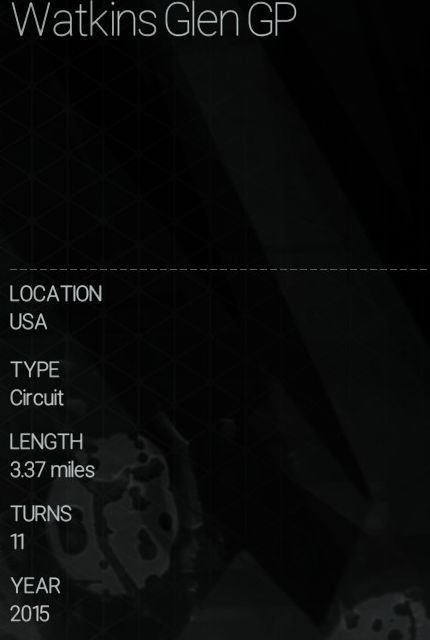 Watkins Glen GP
LOCATION
USA
TYPE
Circuit
LENGTH
3.37 miles
TURNS
11
YEAR
2015